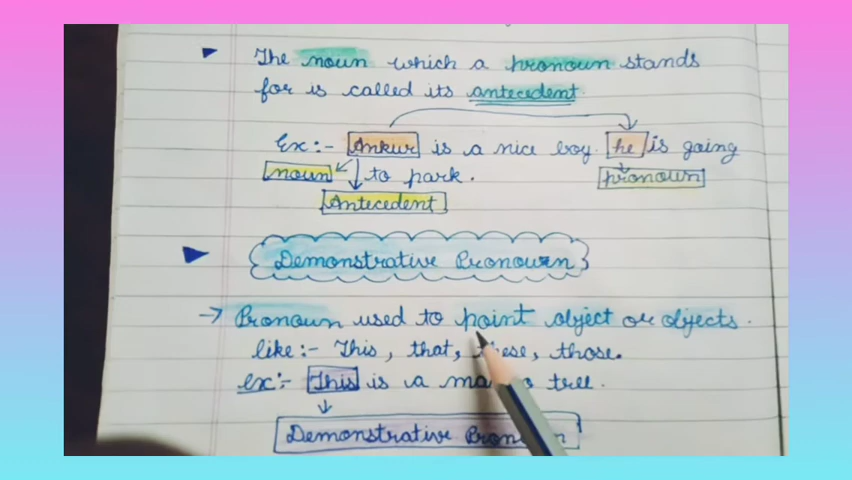 The noun which a pronoun stands
for is called its antecedent.
Ex:- Ankur is a nice boy. he is going
noun to park. pronoun
Antecedent
Demonstrative Pronoun
→ Pronoun used to point object or objects.
like:- This, that, these, those.
ex:- This is a mango tree.
Demonstrative Pronoun